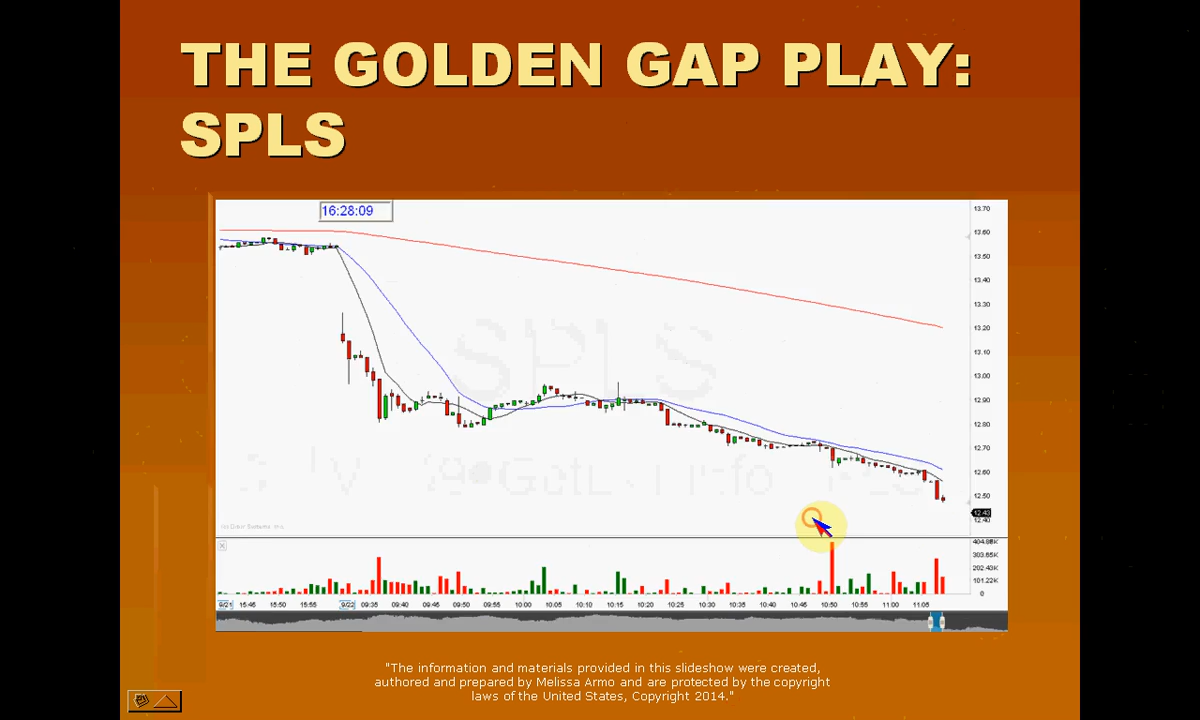 THE GOLDEN GAP PLAY:
SPLS
16:28:09
13.70
13.60
13.50
13.40
13.30
13.20
13.10
13.00
12.90
12.80
12.70
12.60
12.50
12.43
12.40
SPLS
404.86K
303.65K
202.43K
101.22K
0
9/21 15:46 15:50 15:55 9/22 09:35 09:40 09:45 09:50 09:55 10:00 10:05 10:10 10:15 10:20 10:25 10:30 10:35 10:40 10:45 10:50 10:55 11:00 11:05
"The information and materials provided in this slideshow were created,
authored and prepared by Melissa Armo and are protected by the copyright
laws of the United States, Copyright 2014."